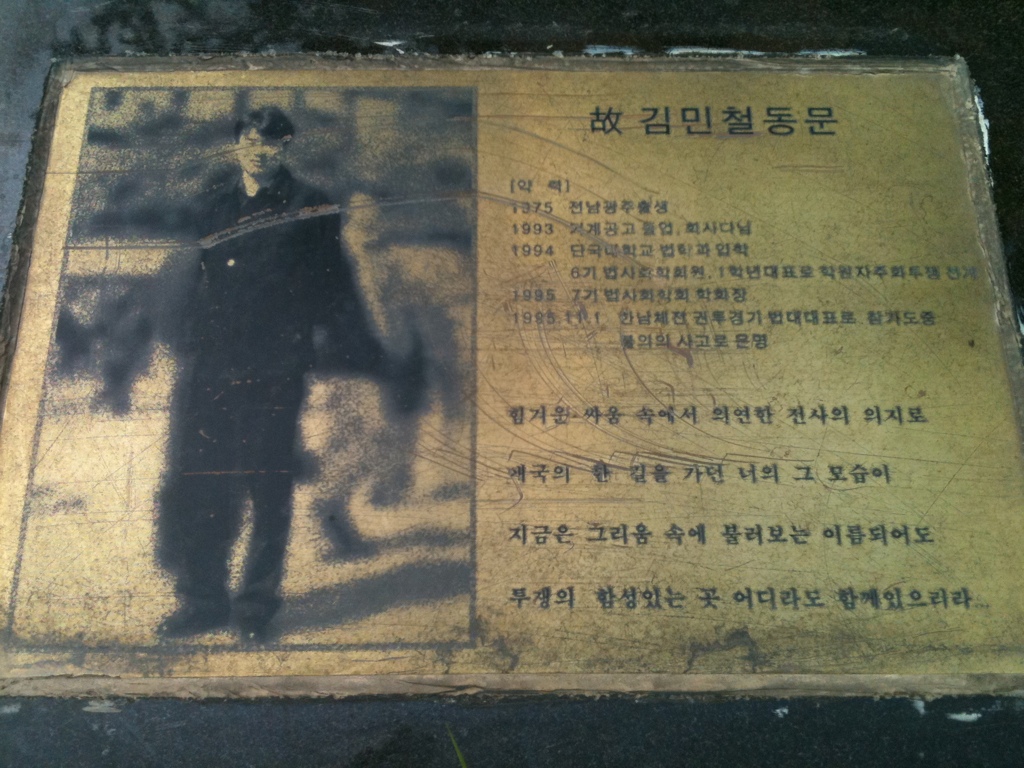 故 김민철동문
[약 력]
1975 전남광주출생
1993 기계공고 졸업, 회사다님
1994 단국대학교 법학과입학
6기 법사회학회원, 1학년대표로 학원자주화투쟁 전개
1995 7기 법사회학회 학회장
1995.11.1 한남체전 권투경기 법대대표로 참가도중
불의의 사고로 운명
힘겨운 싸움 속에서 의연한 전사의 의지로
애국의 한 길을 가던 너의 그 모습이
지금은 그리움 속에 불러보는 이름되어도
투쟁의 함성있는 곳 어디라도 함께있으리라...